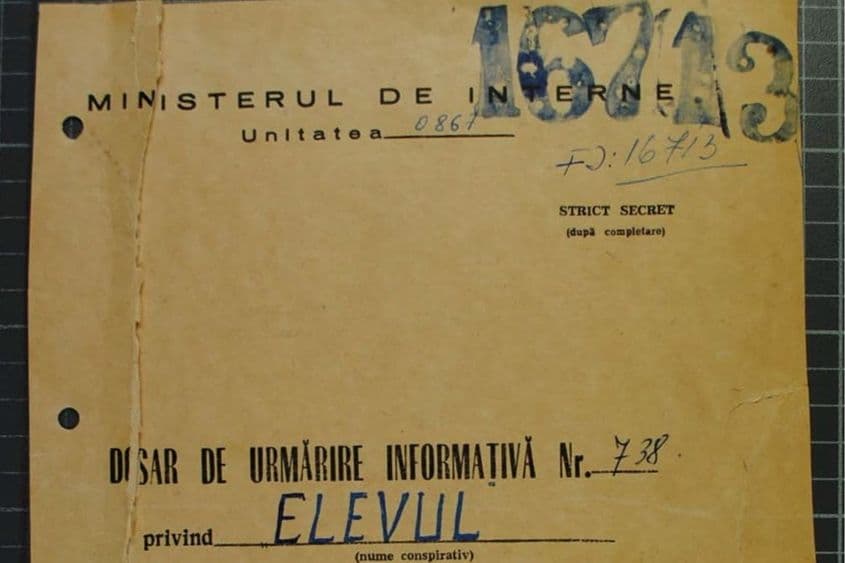 16713
MINISTERUL DE INTERNE
Unitatea 0867
FJ: 16713
STRICT SECRET
(după completare)
DOSAR DE URMĂRIRE INFORMATIVĂ Nr. 738.
privind ELEVUL
(nume conspirativ)